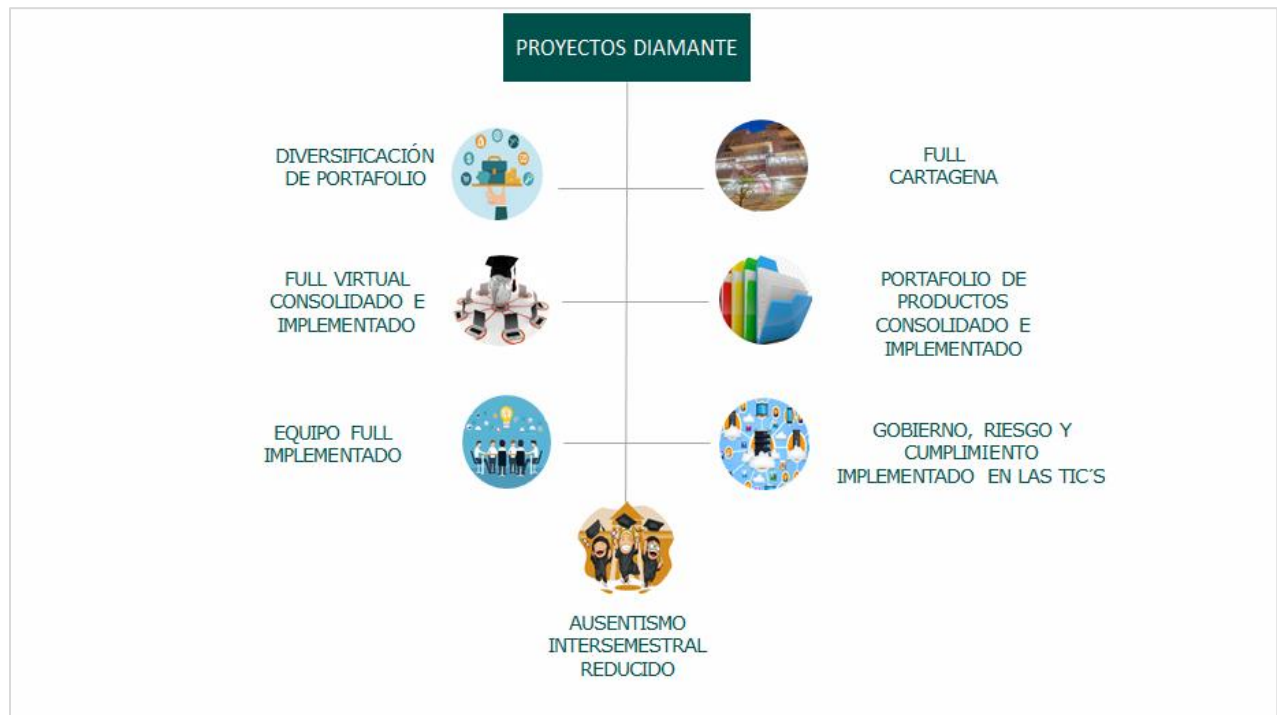 PROYECTOS DIAMANTE
DIVERSIFICACIÓN
DE PORTAFOLIO
FULL
CARTAGENA
FULL VIRTUAL
CONSOLIDADO E
IMPLEMENTADO
PORTAFOLIO DE
PRODUCTOS
CONSOLIDADO E
IMPLEMENTADO
EQUIPO FULL
IMPLEMENTADO
GOBIERNO, RIESGO Y
CUMPLIMIENTO
IMPLEMENTADO EN LAS TIC´S
AUSENTISMO
INTERSEMESTRAL
REDUCIDO